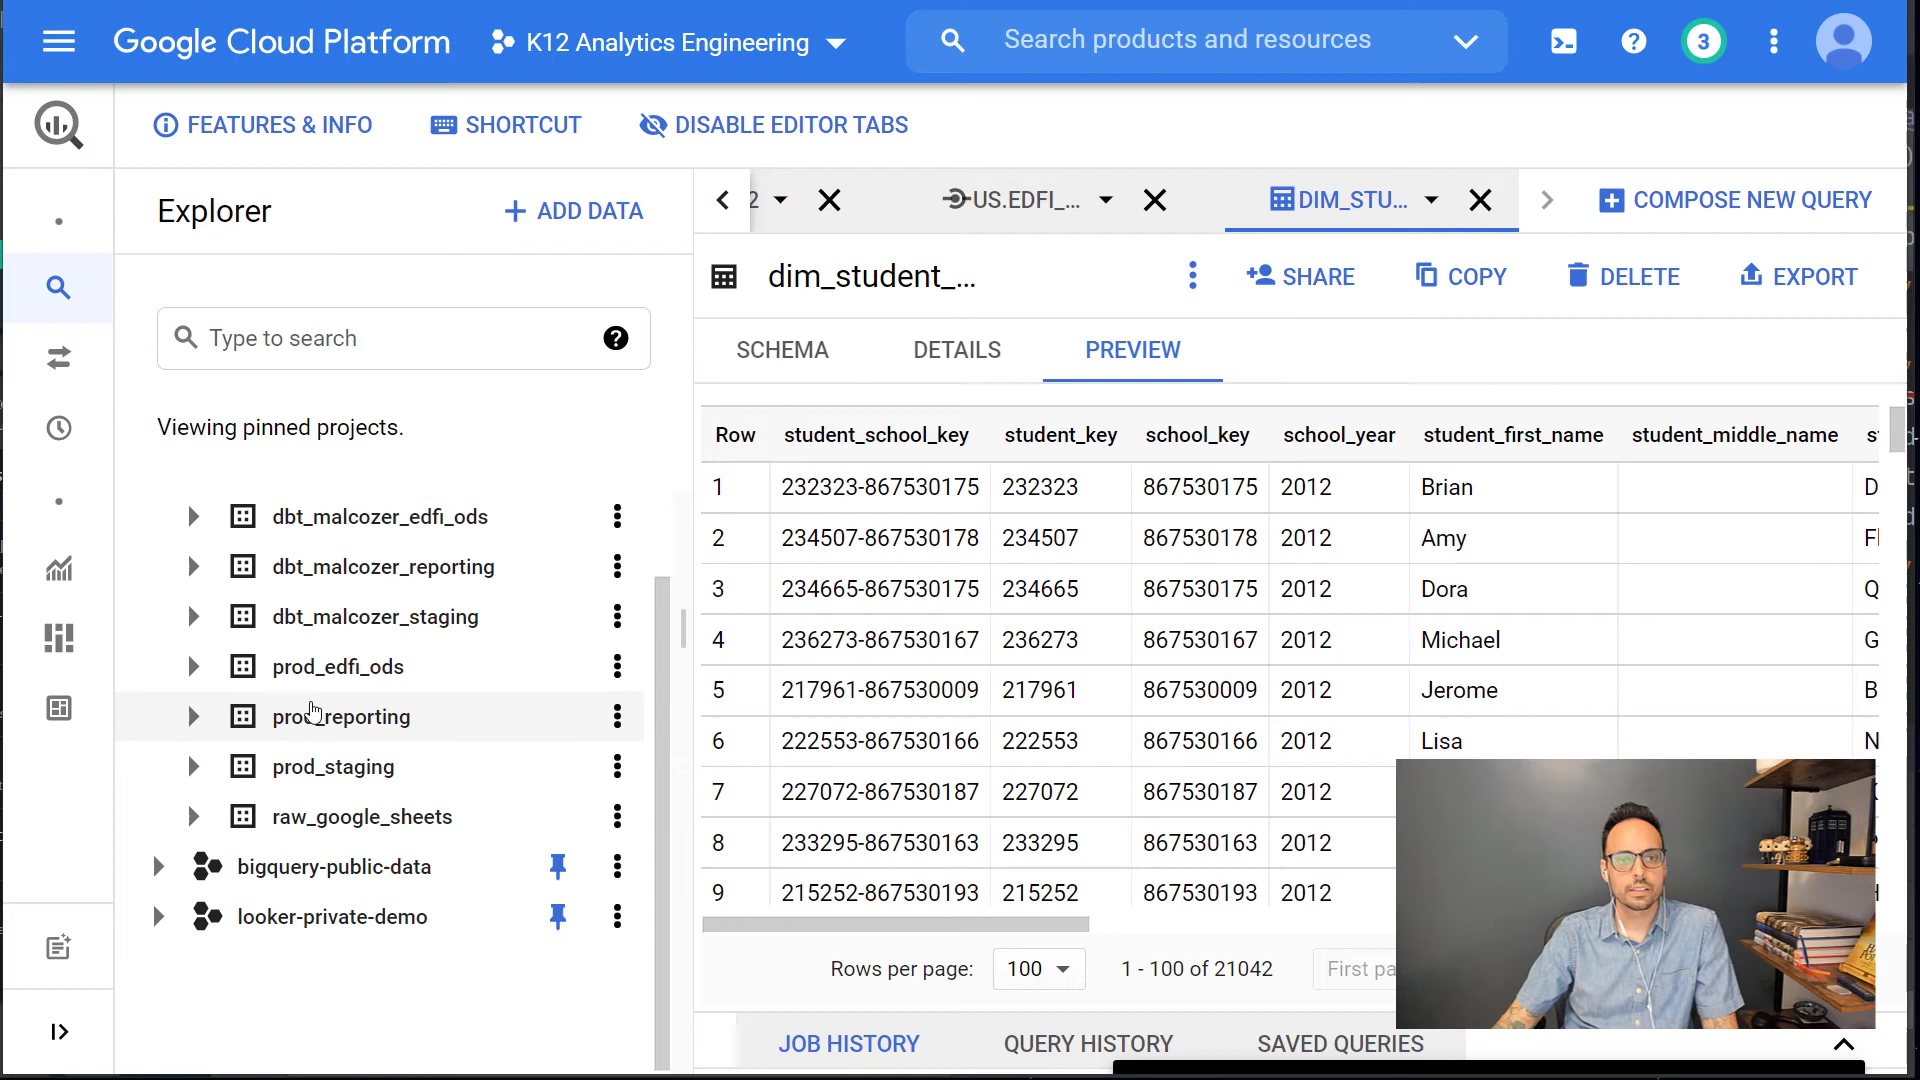 Google Cloud Platform
K12 Analytics Engineering
Search products and resources
3
FEATURES & INFO
SHORTCUT
DISABLE EDITOR TABS
Explorer
ADD DATA
2
US.EDFI_...
DIM_STU...
COMPOSE NEW QUERY
dim_student_...
SHARE
COPY
DELETE
EXPORT
Type to search
SCHEMA
DETAILS
PREVIEW
Viewing pinned projects.
dbt_malcozer_edfi_ods
dbt_malcozer_reporting
dbt_malcozer_staging
prod_edfi_ods
prod_reporting
prod_staging
raw_google_sheets
bigquery-public-data
looker-private-demo
Row student_school_key student_key school_key school_year student_first_name student_middle_name
1 232323-867530175 232323 867530175 2012 Brian D
2 234507-867530178 234507 867530178 2012 Amy Fl
3 234665-867530175 234665 867530175 2012 Dora Q
4 236273-867530167 236273 867530167 2012 Michael G
5 217961-867530009 217961 867530009 2012 Jerome B
6 222553-867530166 222553 867530166 2012 Lisa N
7 227072-867530187 227072 867530187 2012
8 233295-867530163 233295 867530163 2012
9 215252-867530193 215252 867530193 2012
Rows per page: 100 1 - 100 of 21042 First pa
JOB HISTORY
QUERY HISTORY
SAVED QUERIES